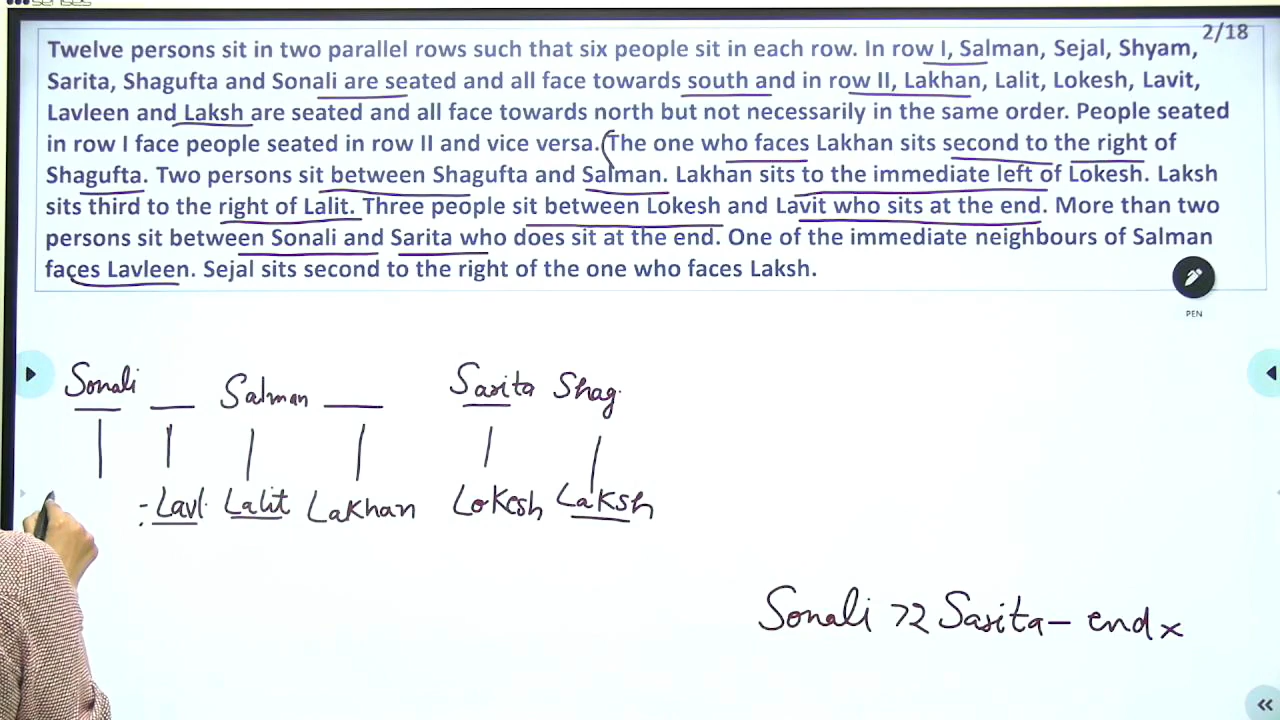 2/18
Twelve persons sit in two parallel rows such that six people sit in each row. In row I, Salman, Sejal, Shyam,
Sarita, Shagufta and Sonali are seated and all face towards south and in row II, Lakhan, Lalit, Lokesh, Lavit,
Lavleen and Laksh are seated and all face towards north but not necessarily in the same order. People seated
in row I face people seated in row II and vice versa. The one who faces Lakhan sits second to the right of
Shagufta. Two persons sit between Shagufta and Salman. Lakhan sits to the immediate left of Lokesh. Laksh
sits third to the right of Lalit. Three people sit between Lokesh and Lavit who sits at the end. More than two
persons sit between Sonali and Sarita who does sit at the end. One of the immediate neighbours of Salman
faces Lavleen. Sejal sits second to the right of the one who faces Laksh.
PEN
Sonali Salman Sarita Shag.
Lavl. Lalit Lakhan Lokesh Laksh
Sonali >2 Sarita - end x